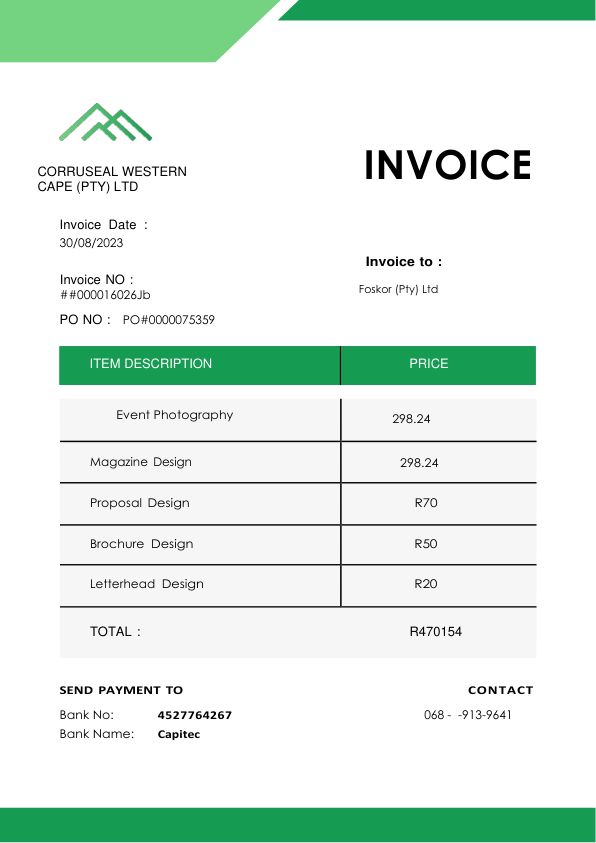 CORRUSEAL WESTERN
CAPE (PTY) LTD
INVOICE
Invoice Date :
30/08/2023
Invoice to :
Invoice NO :
Foskor (Pty) Ltd
##000016026Jb
PO NO : PO#0000075359
ITEM DESCRIPTION PRICE
Event Photography 298.24
Magazine Design 298.24
Proposal Design R70
Brochure Design R50
Letterhead Design R20
TOTAL : R470154
SEND PAYMENT TO CONTACT
Bank No: 4527764267 068 - -913-9641
Bank Name: Capitec